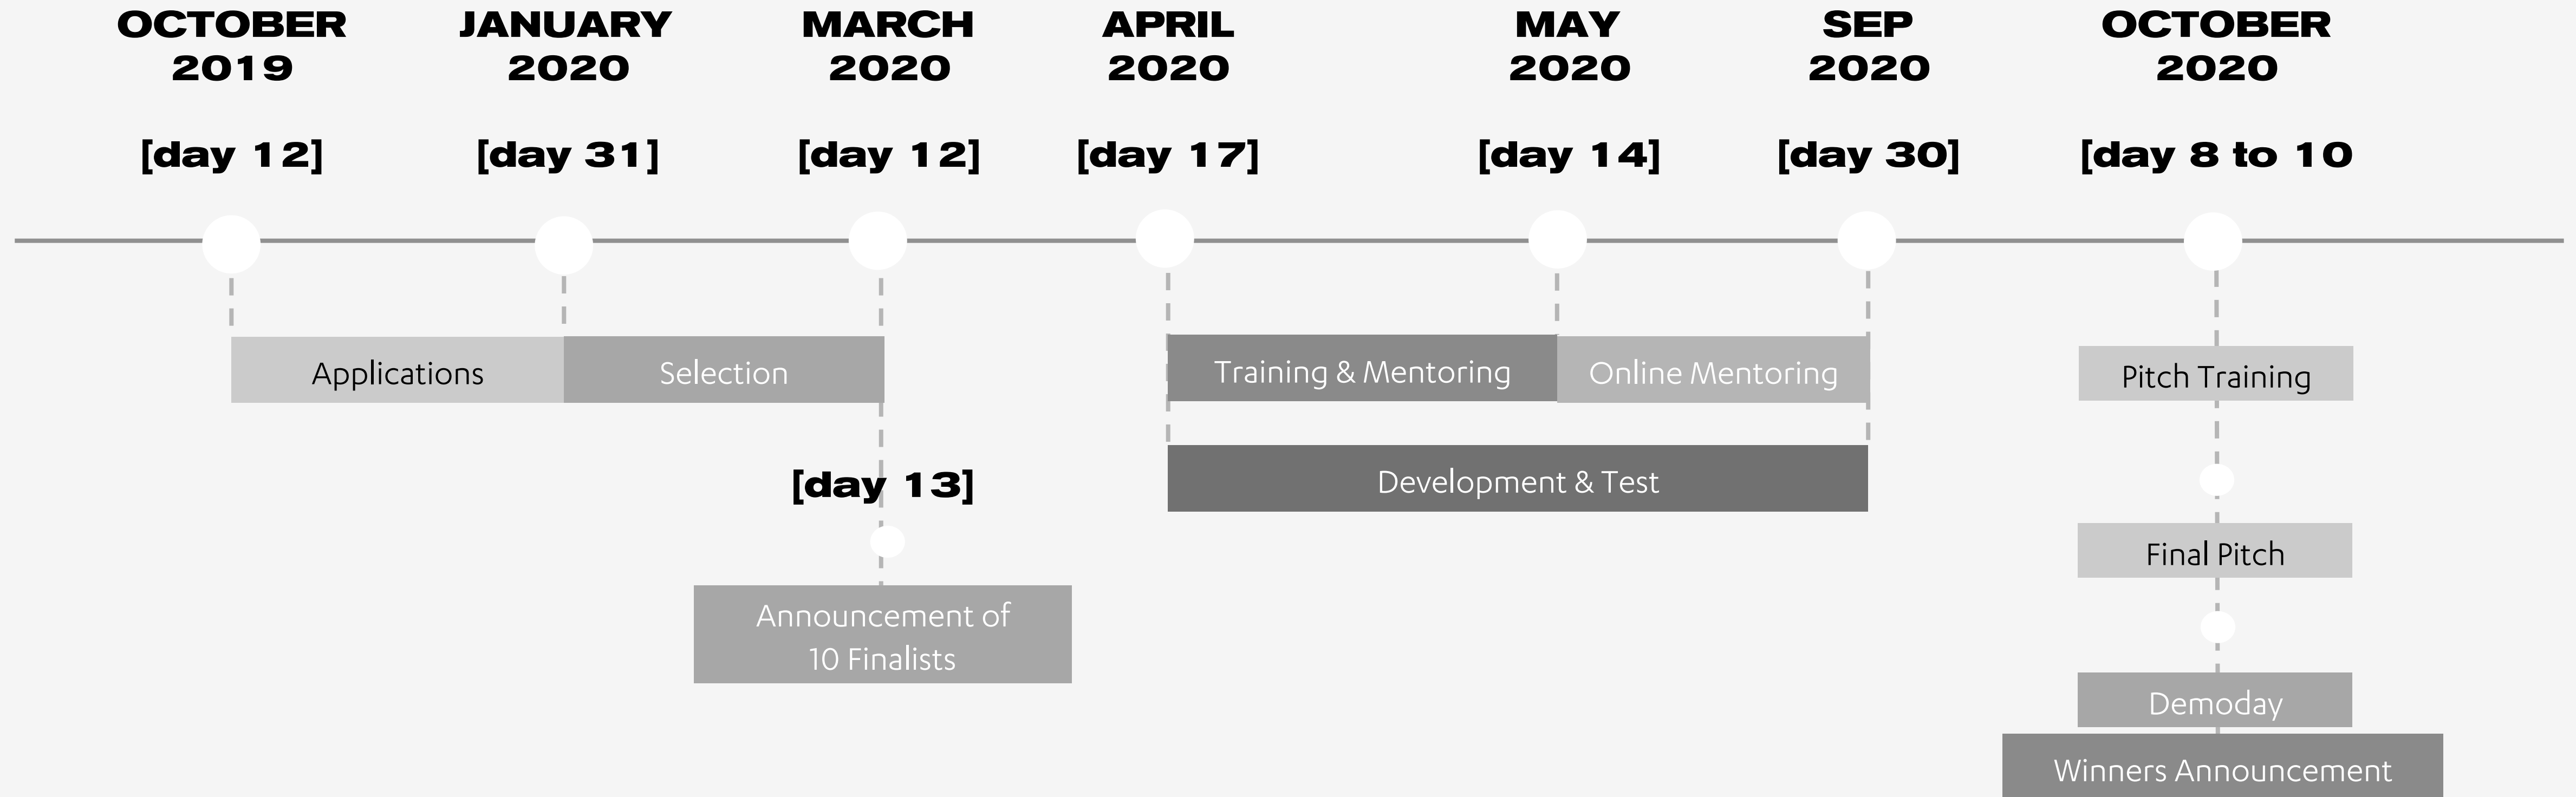 OCTOBER
2019
[day 12]
JANUARY
2020
[day 31]
MARCH
2020
[day 12]
APRIL
2020
[day 17]
MAY
2020
[day 14]
SEP
2020
[day 30]
OCTOBER
2020
[day 8 to 10
Applications
Selection
Training & Mentoring
Online Mentoring
Pitch Training
Development & Test
[day 13]
Announcement of
10 Finalists
Final Pitch
Demoday
Winners Announcement